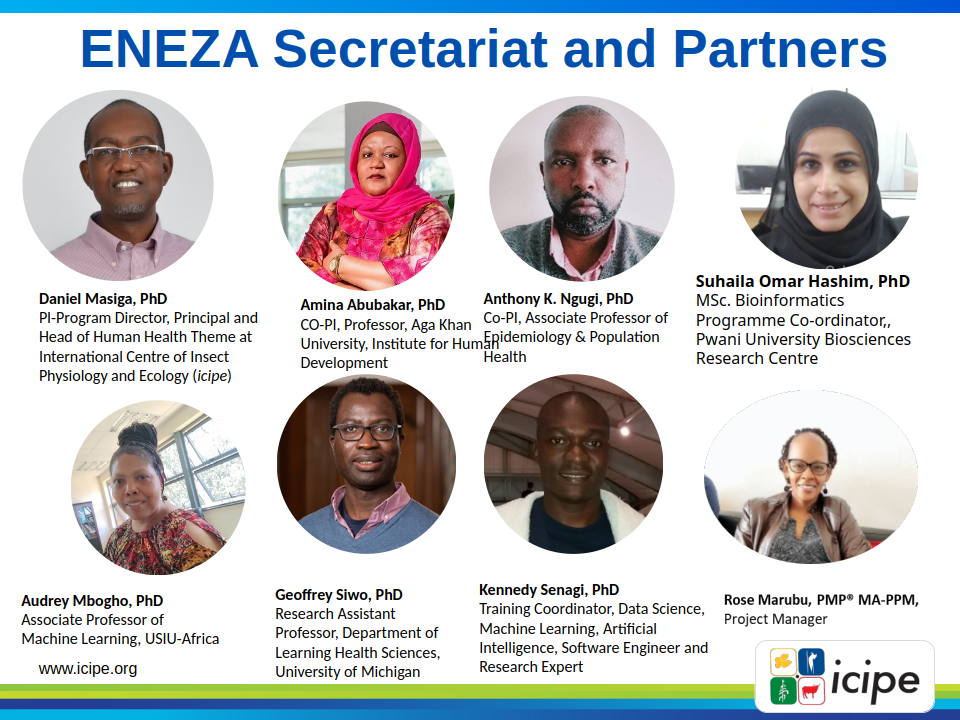 ENEZA Secretariat and Partners
Daniel Masiga, PhD
PI-Program Director, Principal and
Head of Human Health Theme at
International Centre of Insect
Physiology and Ecology (icipe)
Amina Abubakar, PhD
CO-PI, Professor, Aga Khan
University, Institute for Human
Development
Anthony K. Ngugi, PhD
Co-PI, Associate Professor of
Epidemiology & Population
Health
Suhaila Omar Hashim, PhD
MSc. Bioinformatics
Programme Co-ordinator,,
Pwani University Biosciences
Research Centre
Audrey Mbogho, PhD
Associate Professor of
Machine Learning, USIU-Africa
Geoffrey Siwo, PhD
Research Assistant
Professor, Department of
Learning Health Sciences,
University of Michigan
Kennedy Senagi, PhD
Training Coordinator, Data Science,
Machine Learning, Artificial
Intelligence, Software Engineer and
Research Expert
Rose Marubu, PMP® MA-PPM,
Project Manager
www.icipe.org
icipe